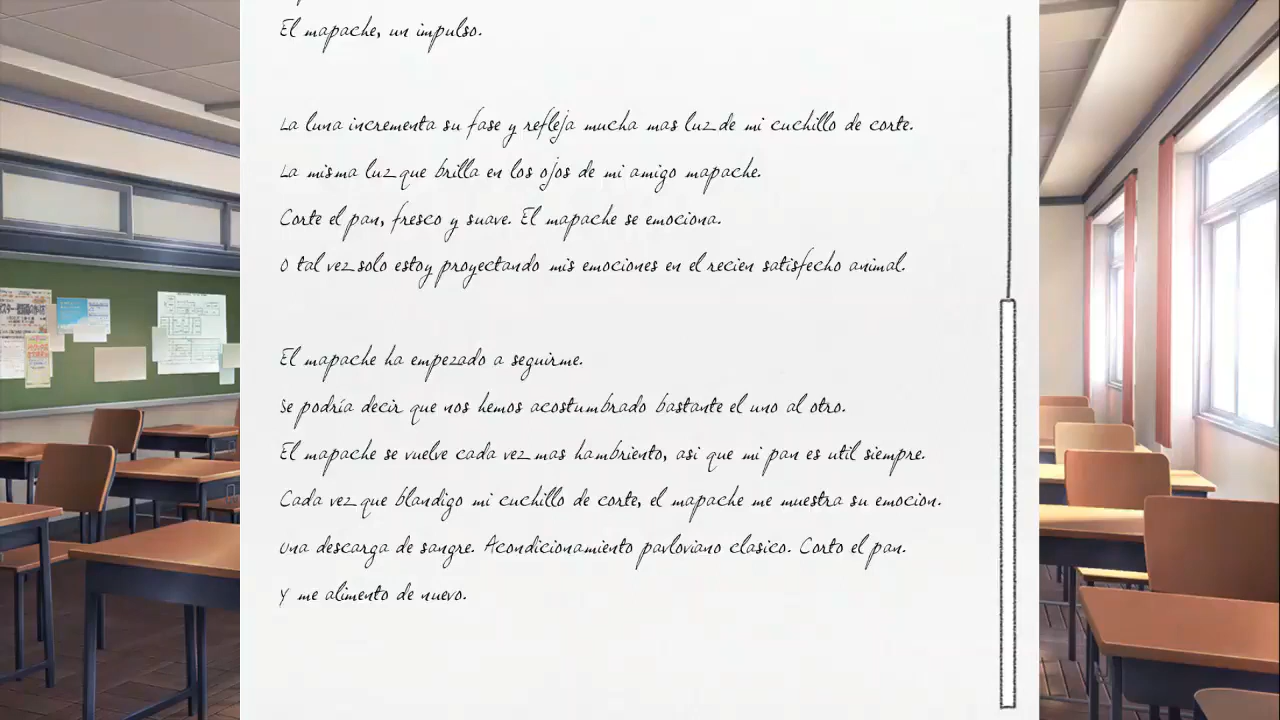 El mapache, un impulso.
La luna incrementa su fase y refleja mucha mas luz de mi cuchillo de corte.
La misma luz que brilla en los ojos de mi amigo mapache.
Corte el pan, fresco y suave. El mapache se emociona.
O tal vez solo estoy proyectando mis emociones en el recien satisfecho animal.
El mapache ha empezado a seguirme.
Se podría decir que nos hemos acostumbrado bastante el uno al otro.
El mapache se vuelve cada vez mas hambriento, asi que mi pan es util siempre.
Cada vez que blandigo mi cuchillo de corte, el mapache me muestra su emocion.
Una descarga de sangre. Acondicionamiento pavloviano clasico. Corto el pan.
Y me alimento de nuevo.